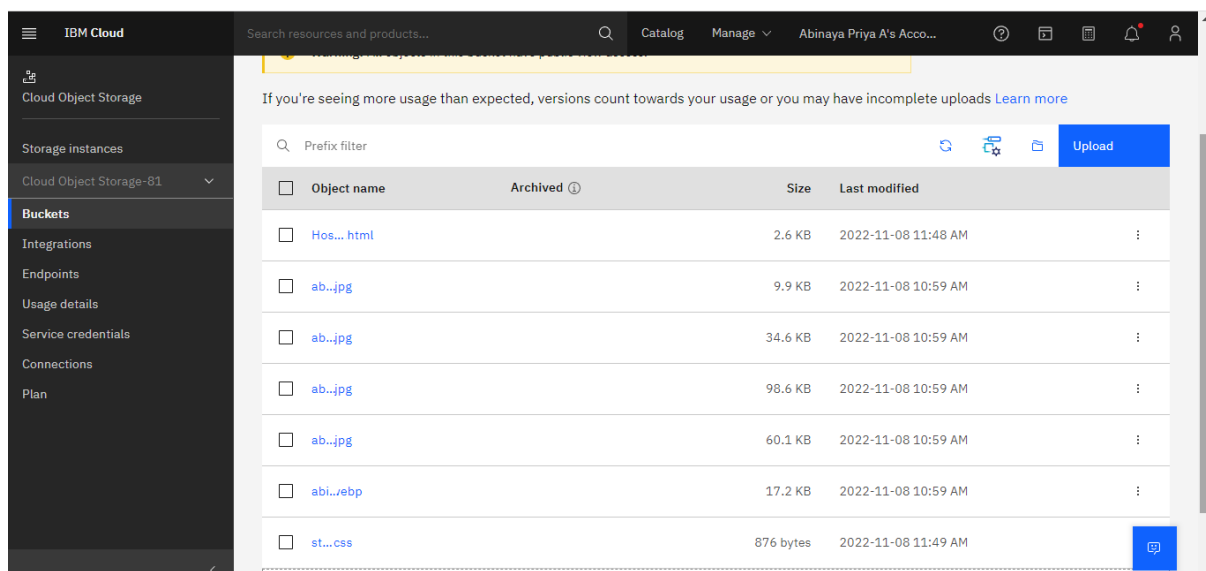 IBM Cloud
Search resources and products...
Catalog
Manage
Abinaya Priya A's Acco...
Cloud Object Storage
Storage instances
Cloud Object Storage-81
Buckets
Integrations
Endpoints
Usage details
Service credentials
Connections
Plan
If you're seeing more usage than expected, versions count towards your usage or you may have incomplete uploads Learn more
Prefix filter
Upload
Object name Archived Size Last modified
Hos... html 2.6 KB 2022-11-08 11:48 AM
ab...jpg 9.9 KB 2022-11-08 10:59 AM
ab...jpg 34.6 KB 2022-11-08 10:59 AM
ab...jpg 98.6 KB 2022-11-08 10:59 AM
ab...jpg 60.1 KB 2022-11-08 10:59 AM
abi...ebp 17.2 KB 2022-11-08 10:59 AM
st...css 876 bytes 2022-11-08 11:49 AM